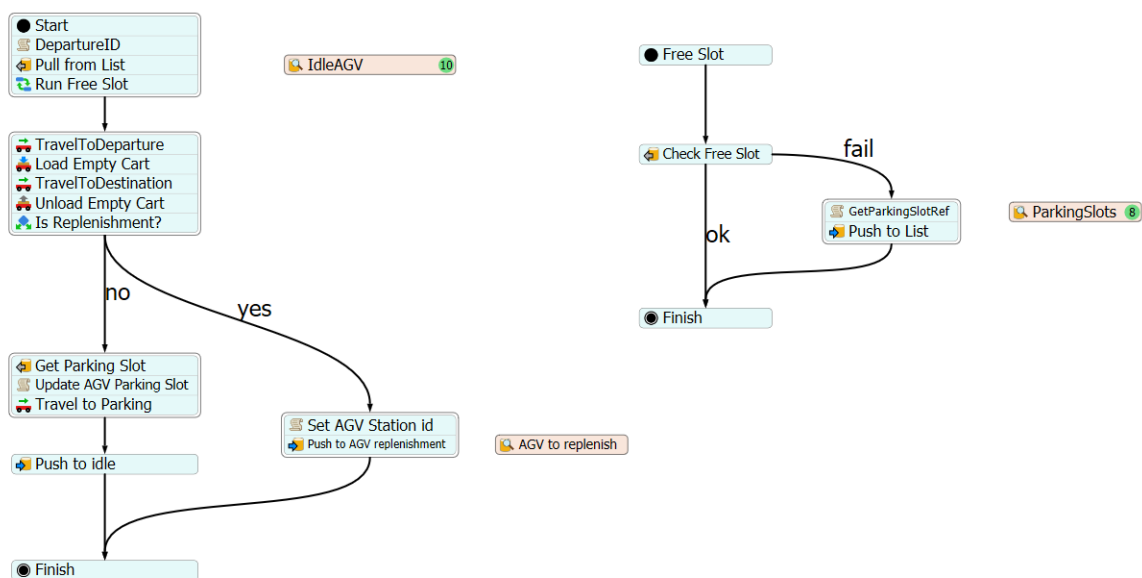 Start
DepartureID
Pull from List
Run Free Slot
IdleAGV 10
TravelToDeparture
Load Empty Cart
TravelToDestination
Unload Empty Cart
Is Replenishment?
no
yes
Get Parking Slot
Update AGV Parking Slot
Travel to Parking
Set AGV Station id
Push to AGV replenishment
AGV to replenish
Push to idle
Finish
Free Slot
Check Free Slot
fail
GetParkingSlotRef
Push to List
ParkingSlots 8
ok
Finish